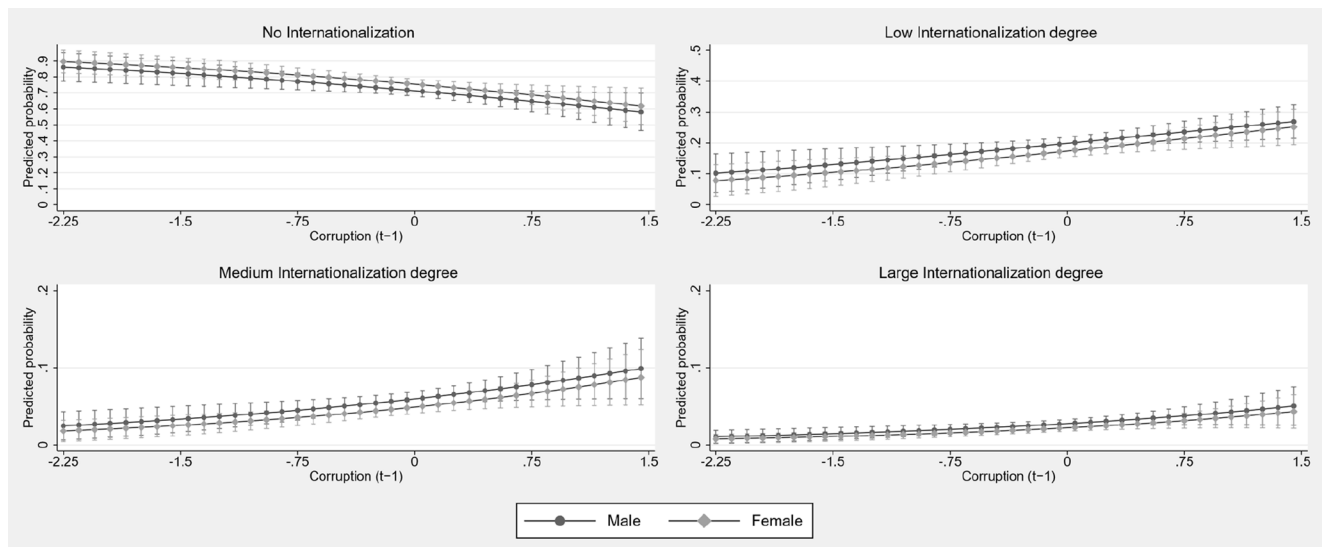 No Internationalization
Predicted probability
0 .1 .2 .3 .4 .5 .6 .7 .8 .9
-2.25 -1.5 -.75 0 .75 1.5
Corruption (t−1)
Low Internationalization degree
Predicted probability
0 .1 .2 .3 .4 .5
-2.25 -1.5 -.75 0 .75 1.5
Corruption (t−1)
Medium Internationalization degree
Predicted probability
0 .1 .2
-2.25 -1.5 -.75 0 .75 1.5
Corruption (t−1)
Large Internationalization degree
Predicted probability
0 .1 .2
-2.25 -1.5 -.75 0 .75 1.5
Corruption (t−1)
Male Female